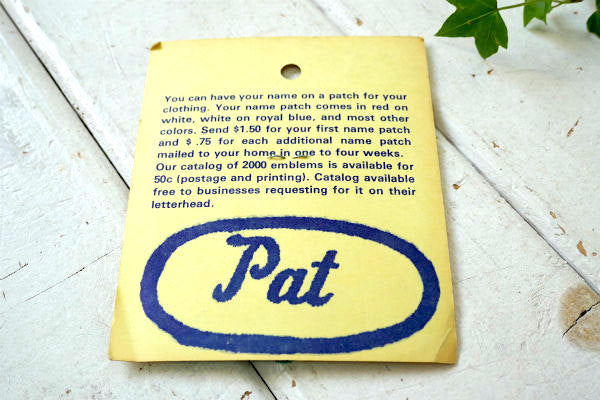 You can have your name on a patch for your
clothing. Your name patch comes in red on
white, white on royal blue, and most other
colors. Send $1.50 for your first name patch
and $ .75 for each additional name patch
mailed to your home in one to four weeks.
Our catalog of 2000 emblems is available for
50c (postage and printing). Catalog available
free to businesses requesting for it on their
letterhead.
Pat